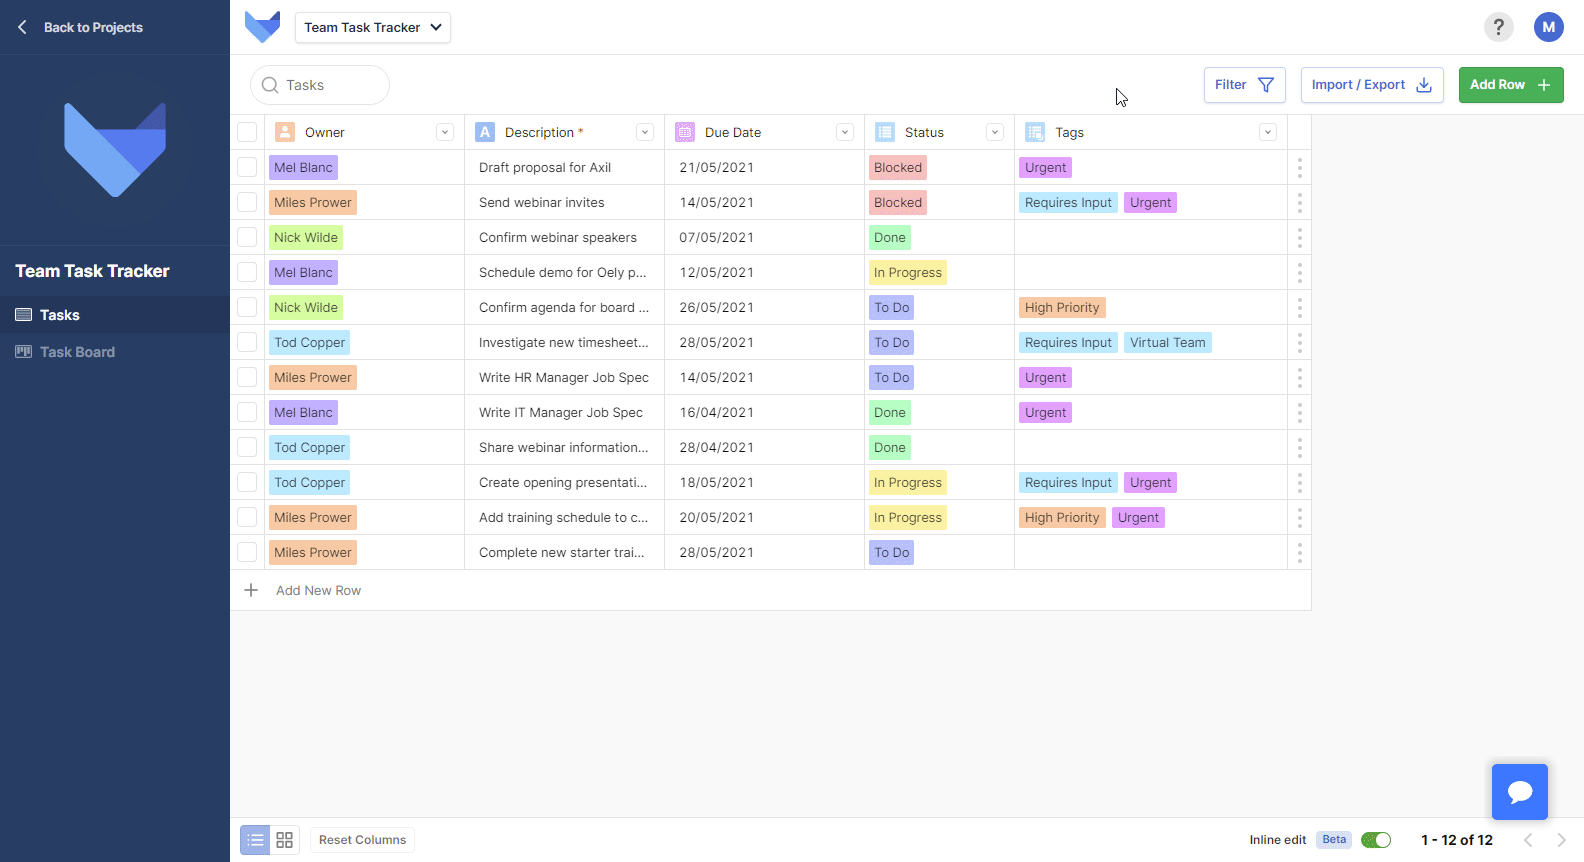 Back to Projects
Team Task Tracker
?
M
Tasks
Filter
Import / Export
Add Row
Owner A Description * Due Date Status Tags
Mel Blanc Draft proposal for Axil 21/05/2021 Blocked Urgent
Miles Prower Send webinar invites 14/05/2021 Blocked Requires Input Urgent
Nick Wilde Confirm webinar speakers 07/05/2021 Done
Mel Blanc Schedule demo for Oely p... 12/05/2021 In Progress
Nick Wilde Confirm agenda for board ... 26/05/2021 To Do High Priority
Tod Copper Investigate new timesheet... 28/05/2021 To Do Requires Input Virtual Team
Miles Prower Write HR Manager Job Spec 14/05/2021 To Do Urgent
Mel Blanc Write IT Manager Job Spec 16/04/2021 Done Urgent
Tod Copper Share webinar information... 28/04/2021 Done
Tod Copper Create opening presentati... 18/05/2021 In Progress Requires Input Urgent
Miles Prower Add training schedule to c... 20/05/2021 In Progress High Priority Urgent
Miles Prower Complete new starter trai... 28/05/2021 To Do
Add New Row
Team Task Tracker
Tasks
Task Board
Reset Columns
Inline edit Beta 1 - 12 of 12